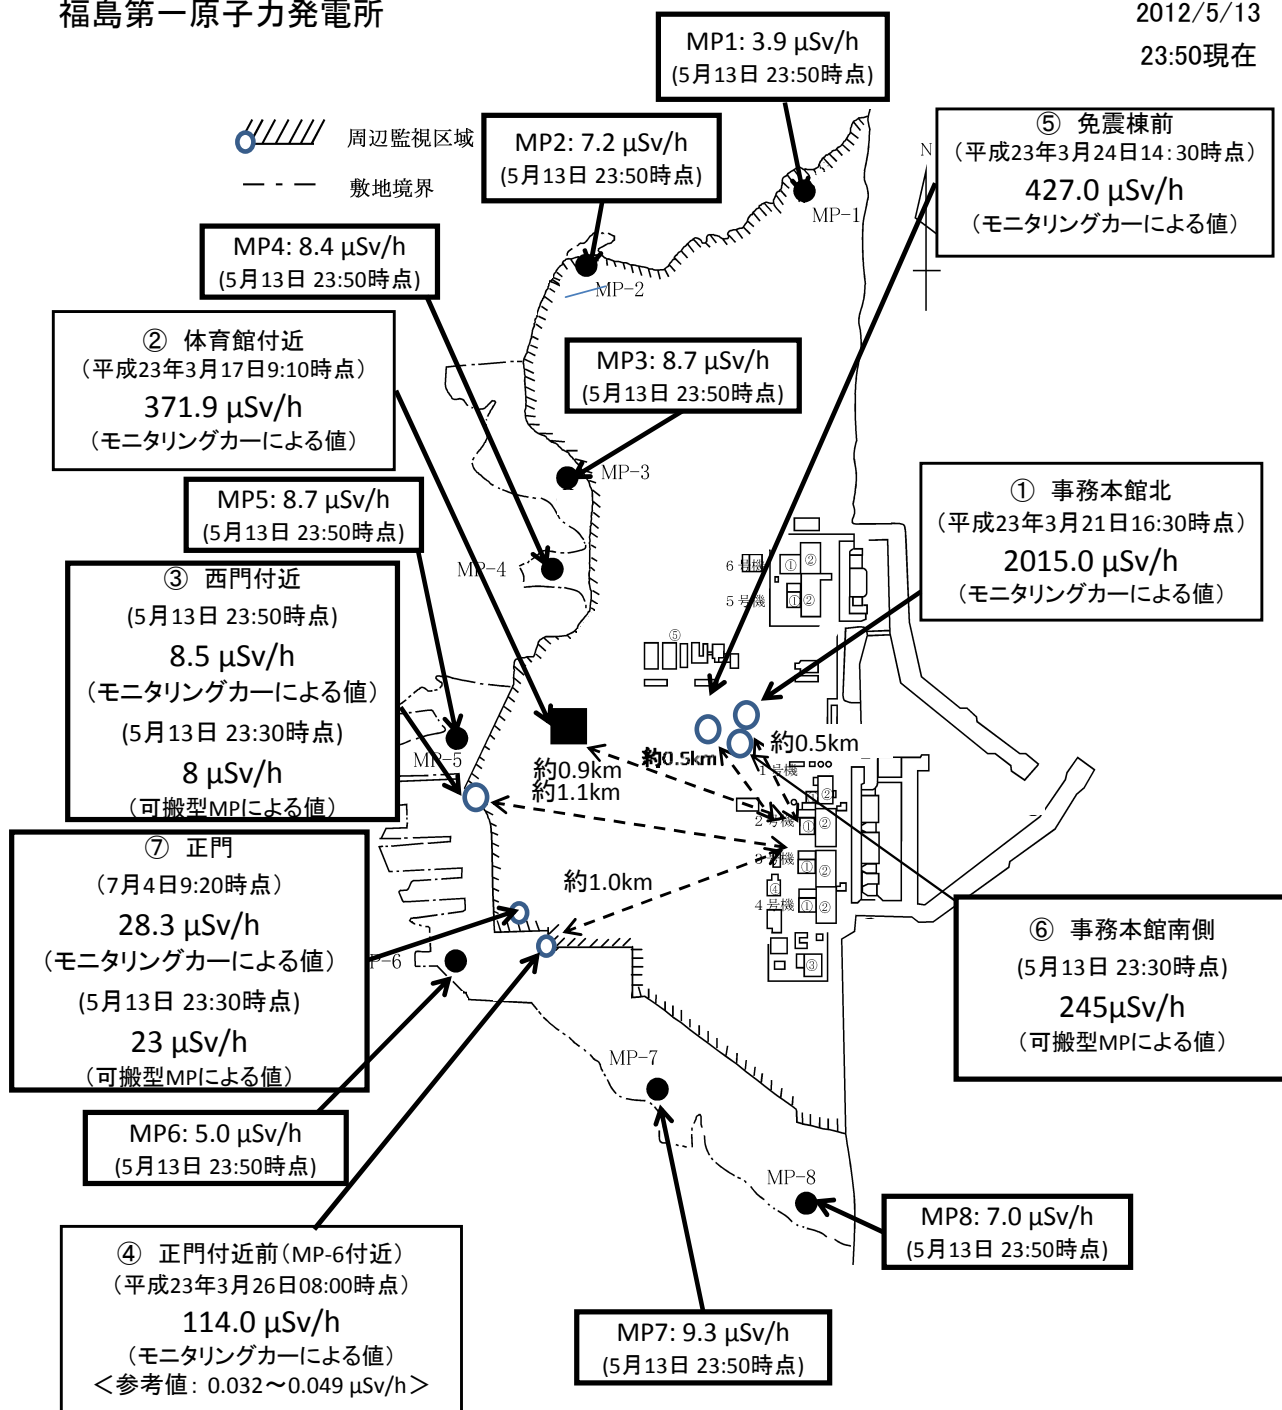 福島第一原子力発電所
2012/5/13
23:50現在
周辺監視区域
敷地境界
MP1: 3.9 μSv/h
(5月13日 23:50時点)
MP2: 7.2 μSv/h
(5月13日 23:50時点)
⑤ 免震棟前
(平成23年3月24日14:30時点)
427.0 μSv/h
(モニタリングカーによる値)
N
MP-1
MP4: 8.4 μSv/h
(5月13日 23:50時点)
MP-2
② 体育館付近
(平成23年3月17日9:10時点)
371.9 μSv/h
(モニタリングカーによる値)
MP3: 8.7 μSv/h
(5月13日 23:50時点)
MP-3
MP5: 8.7 μSv/h
(5月13日 23:50時点)
① 事務本館北
(平成23年3月21日16:30時点)
2015.0 μSv/h
(モニタリングカーによる値)
MP-4
6号機
① ②
5号機
① ②
③ 西門付近
(5月13日 23:50時点)
8.5 μSv/h
(モニタリングカーによる値)
(5月13日 23:30時点)
8 μSv/h
(可搬型MPによる値)
⑤
MP-5
約0.9km
約1.1km
約0.5km
約0.5km
1号機
②
2号機
① ②
3号機
① ②
④
4号機
① ②
③
約1.0km
⑦ 正門
(7月4日9:20時点)
28.3 μSv/h
(モニタリングカーによる値)
(5月13日 23:30時点)
23 μSv/h
(可搬型MPによる値)
P-6
⑥ 事務本館南側
(5月13日 23:30時点)
245μSv/h
(可搬型MPによる値)
MP-7
MP6: 5.0 μSv/h
(5月13日 23:50時点)
MP-8
MP8: 7.0 μSv/h
(5月13日 23:50時点)
④ 正門付近前(MP-6付近)
(平成23年3月26日08:00時点)
114.0 μSv/h
(モニタリングカーによる値)
<参考値: 0.032～0.049 μSv/h>
MP7: 9.3 μSv/h
(5月13日 23:50時点)